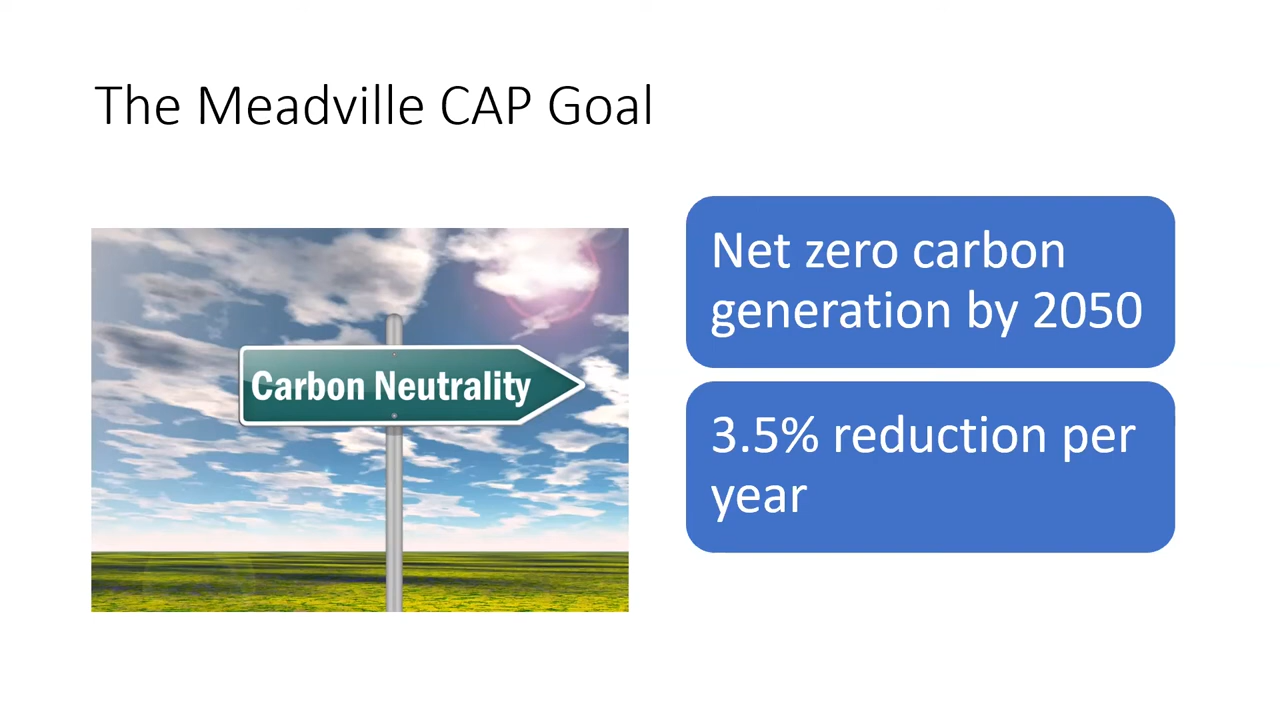 The Meadville CAP Goal
Carbon Neutrality
Net zero carbon
generation by 2050
3.5% reduction per
year